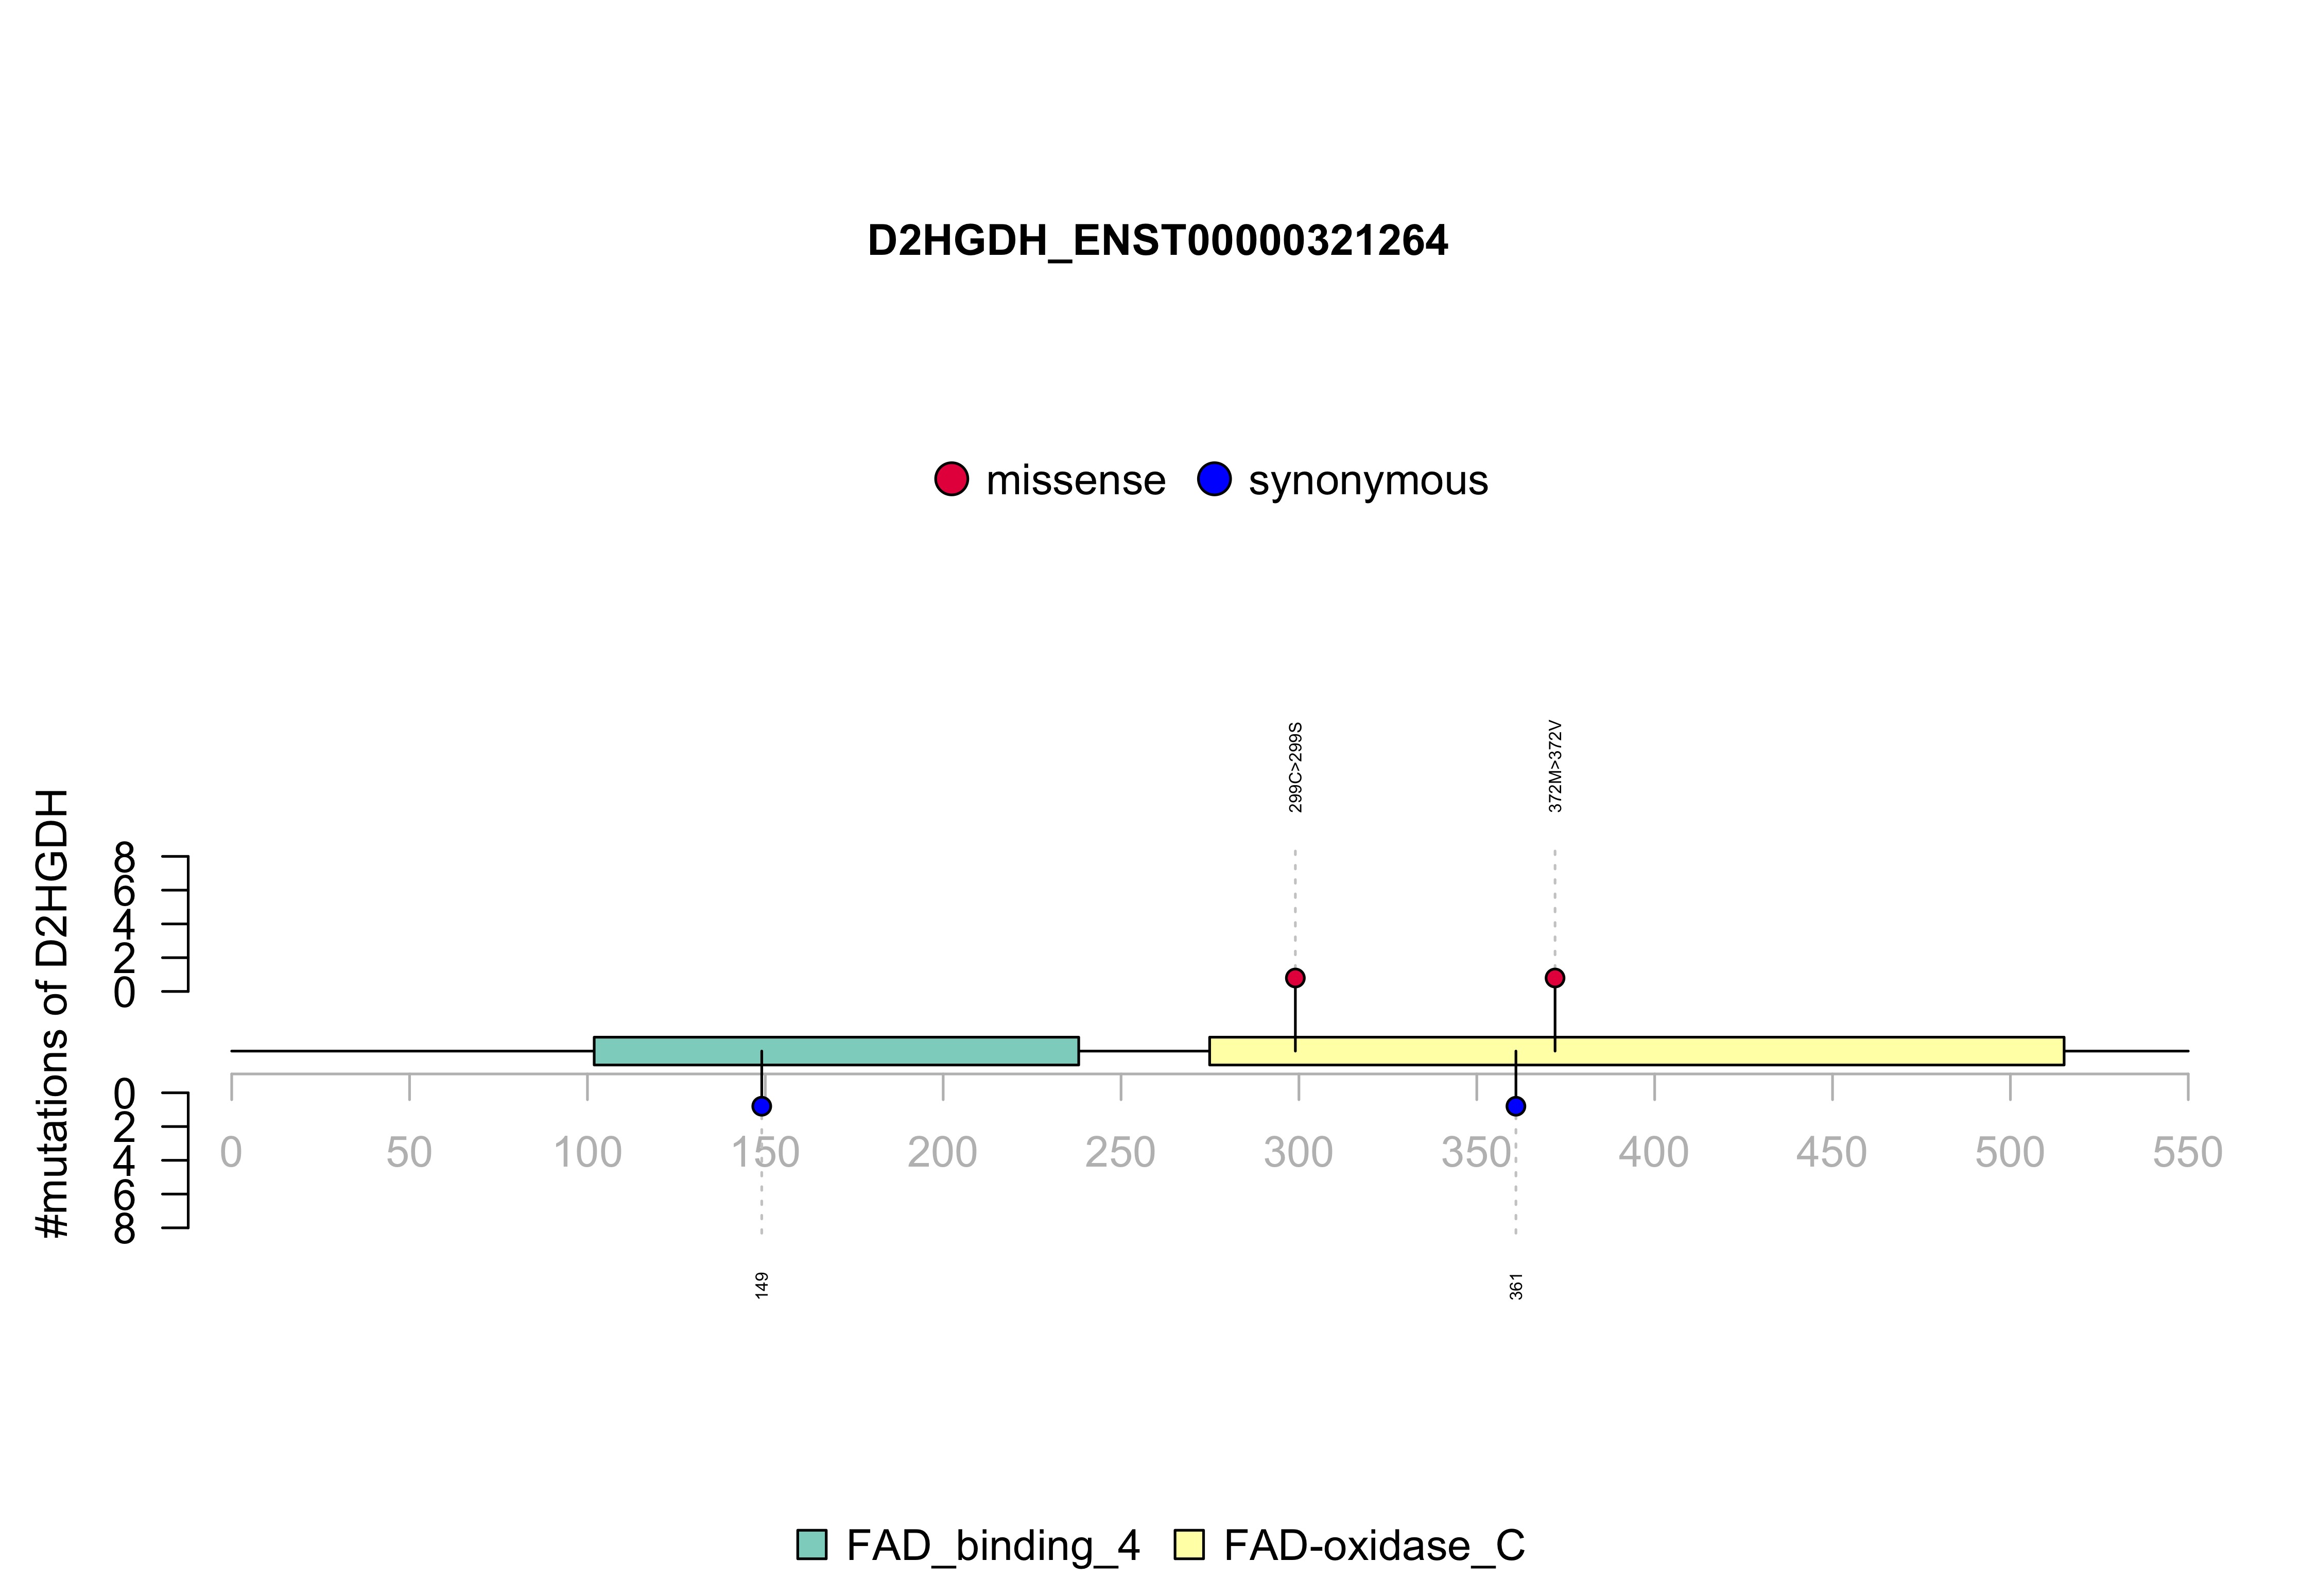 D2HGDH_ENST00000321264
missense synonymous
299C>299S
372M>372V
#mutations of D2HGDH
8
6
4
2
0
0
2
4
6
8
0 50 100 150 200 250 300 350 400 450 500 550
149
361
FAD_binding_4 FAD-oxidase_C